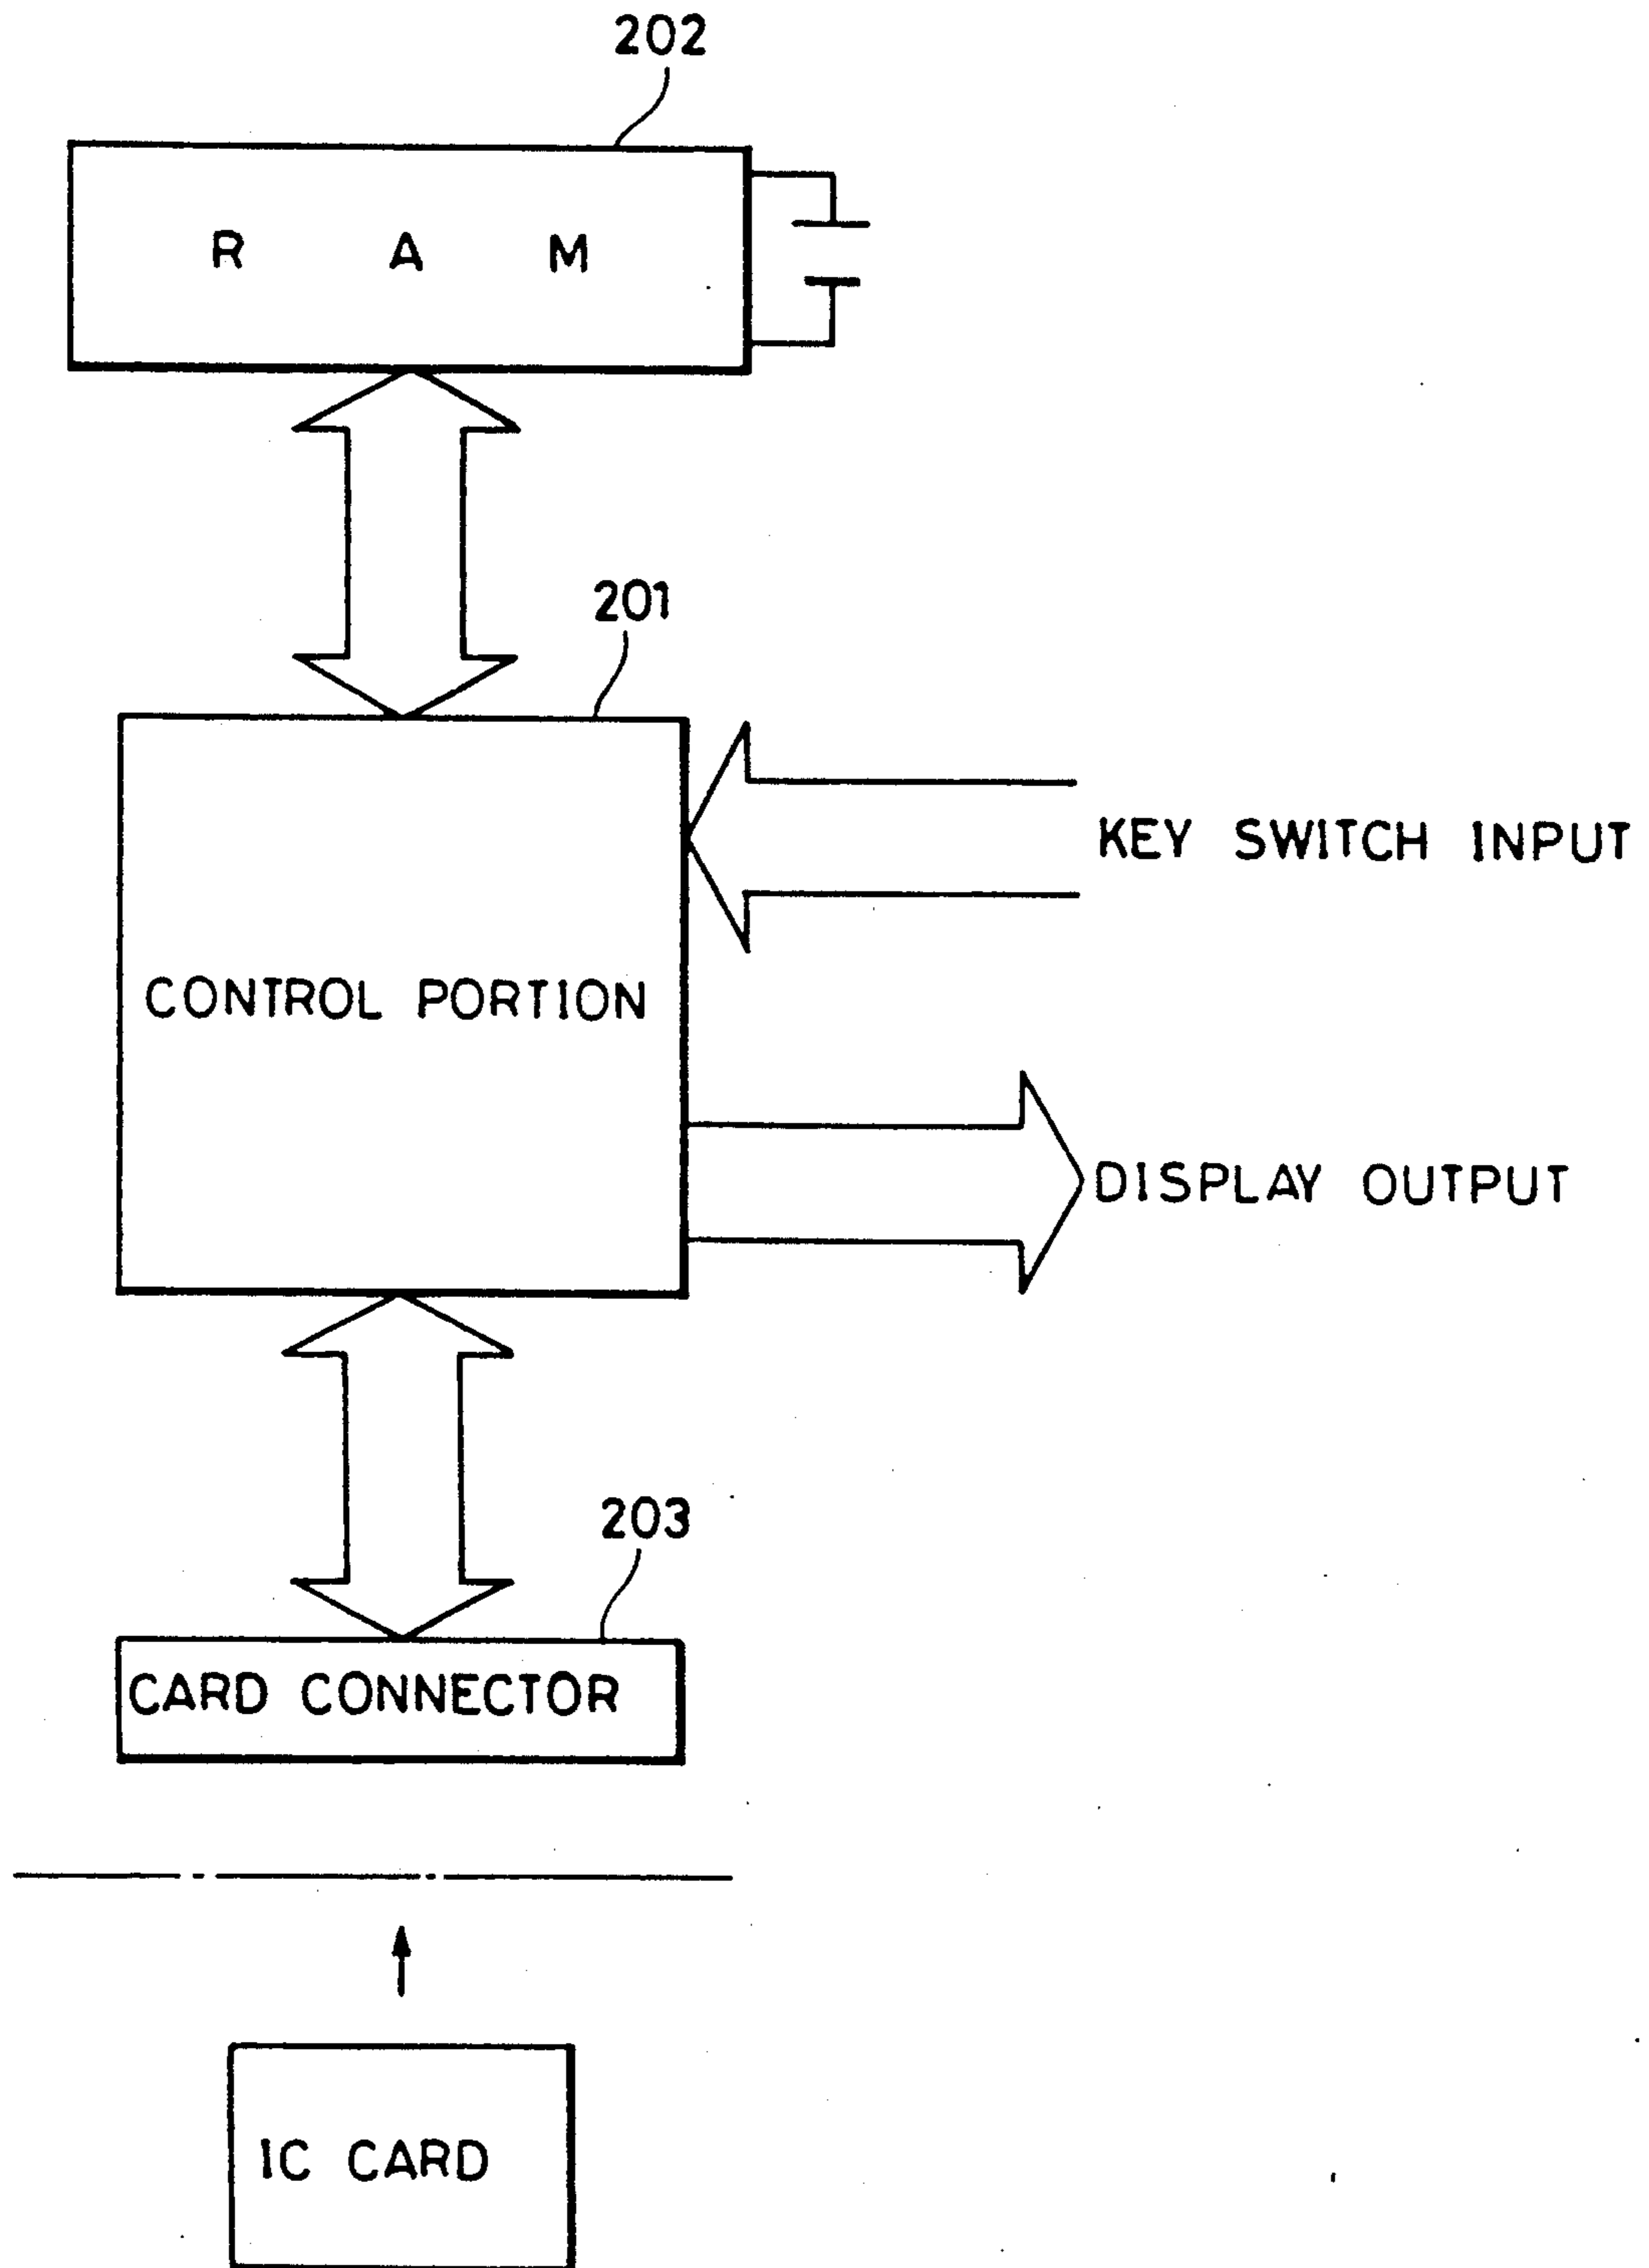 202
R A M
201
KEY SWITCH INPUT
CONTROL PORTION
DISPLAY OUTPUT
203
CARD CONNECTOR
IC CARD